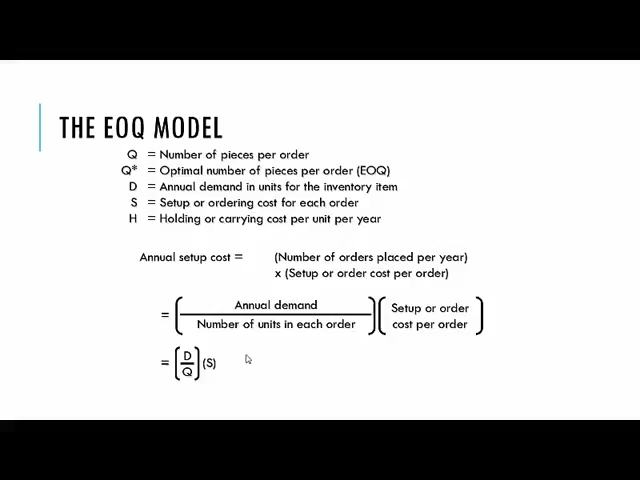 THE EOQ MODEL
Q = Number of pieces per order
Q* = Optimal number of pieces per order (EOQ)
D = Annual demand in units for the inventory item
S = Setup or ordering cost for each order
H = Holding or carrying cost per unit per year
Annual setup cost = (Number of orders placed per year)
x (Setup or order cost per order)
Annual demand
= ( Number of units in each order ) ( Setup or order
cost per order )
= [ D
Q ] (S)